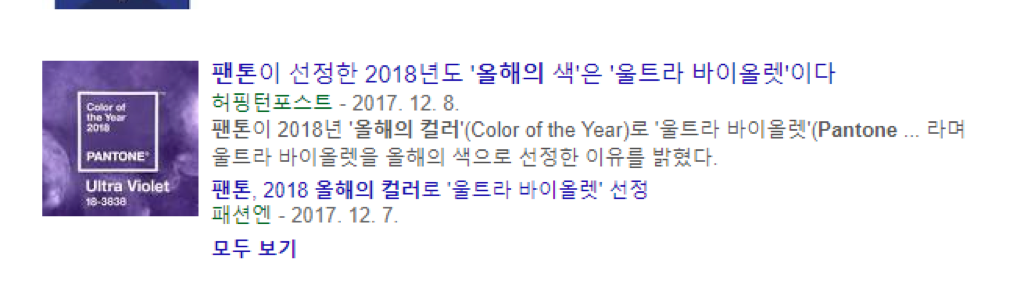 Color of
the Year
2018
PANTONE®
Ultra Violet
18-3838
팬톤이 선정한 2018년도 '올해의 색'은 '울트라 바이올렛'이다
허핑턴포스트 - 2017. 12. 8.
팬톤이 2018년 '올해의 컬러'(Color of the Year)로 '울트라 바이올렛'(Pantone ... 라며
울트라 바이올렛을 올해의 색으로 선정한 이유를 밝혔다.
팬톤, 2018 올해의 컬러로 '울트라 바이올렛' 선정
패션엔 - 2017. 12. 7.
모두 보기